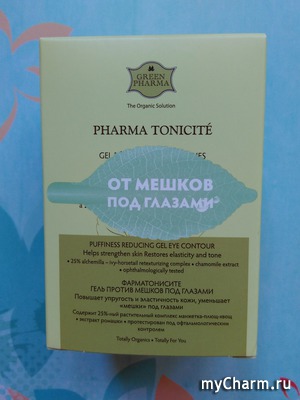 GREEN
PHARMA
The Organic Solution
PHARMA TONICITÉ
GEL
ОТ МЕШКОВ
ПОД ГЛАЗАМИ
PUFFINESS REDUCING GEL EYE CONTOUR
Helps strengthen skin Restores elasticity and tone
• 25% alchemilla – ivy-horsetail retexturizing complex • chamomile extract
• ophthalmologically tested
ФАРМАТОНИСИТЕ
ГЕЛЬ ПРОТИВ МЕШКОВ ПОД ГЛАЗАМИ
Повышает упругость и эластичность кожи, уменьшает
«мешки» под глазами
Содержит 25%-ный растительный комплекс манжетка-плющ-хвощ
• экстракт ромашки • протестирован под офтальмологическим
контролем
Totally Organics • Totally For You
myCharm.ru